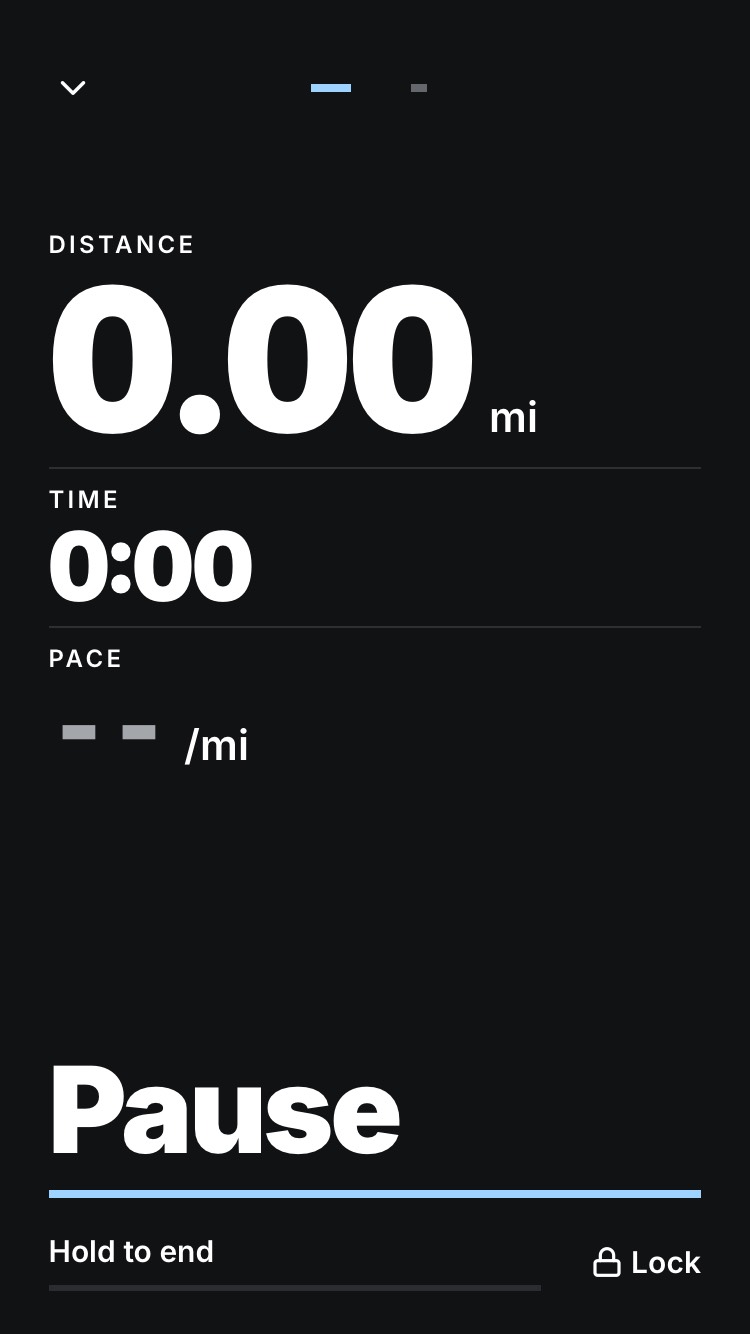 DISTANCE
0.00 mi
TIME
0:00
PACE
-- /mi
Pause
Hold to end
Lock